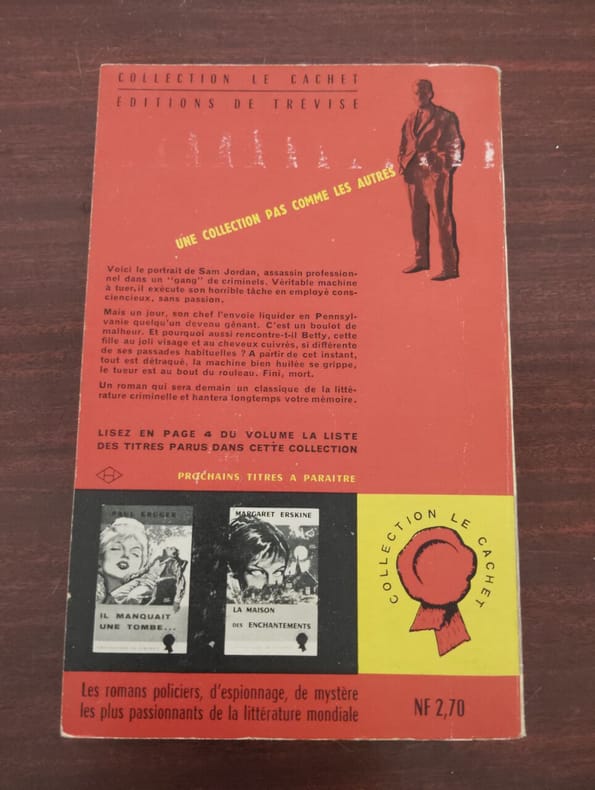 COLLECTION LE CACHET
ÉDITIONS DE TRÉVISE
UNE COLLECTION PAS COMME LES AUTRES
Voici le portrait de Sam Jordan, assassin profession-
nel dans un "gang" de criminels. Véritable machine
à tuer, il exécute son horrible tâche en employé cons-
ciencieux, sans passion.
Mais un jour, son chef l'envoie liquider en Pennsyl-
vanie quelqu'un devenu gênant. C'est un boulot de
malheur. Et pourquoi aussi rencontre-t-il Betty, cette
fille au joli visage et au cheveux cuivrés, si différente
de ses passades habituelles ? A partir de cet instant,
tout est détraqué, la machine bien huilée se grippe,
le tueur est au bout du rouleau. Fini, mort.
Un roman qui sera demain un classique de la litté-
rature criminelle et hantera longtemps votre mémoire.
LISEZ EN PAGE 4 DU VOLUME LA LISTE
DES TITRES PARUS DANS CETTE COLLECTION
PROCHAINS TITRES A PARAITRE
PAUL KRUGER
IL MANQUAIT
UNE TOMBE...
MARGARET ERSKINE
LA MAISON
DES ENCHANTEMENTS
COLLECTION LE CACHET
Les romans policiers, d'espionnage, de mystère
les plus passionnants de la littérature mondiale
NF 2,70